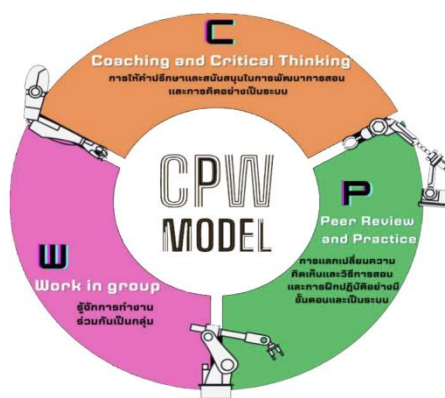 C
Coaching and Critical Thinking
การให้คำปรึกษาและสนับสนุนในการพัฒนาการสอน
และการคิดอย่างเป็นระบบ
CPW
MODEL
P
Peer Review
and Practice
การแลกเปลี่ยนความ
คิดเห็นและวิธีการสอน
และการฝึกปฏิบัติอย่างมี
ขั้นตอนและเป็นระบบ
W
Work in group
รู้จักการทำงาน
ร่วมกันเป็นกลุ่ม